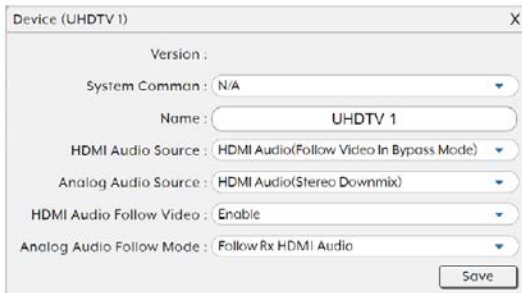 Device (UHDTV 1) X
Version :
System Comman : N/A
Name : UHDTV 1
HDMI Audio Source : HDMI Audio(Follow Video In Bypass Mode)
Analog Audio Source : HDMI Audio(Stereo Downmix)
HDMI Audio Follow Video : Enable
Analog Audio Follow Mode : Follow Rx HDMI Audio
Save